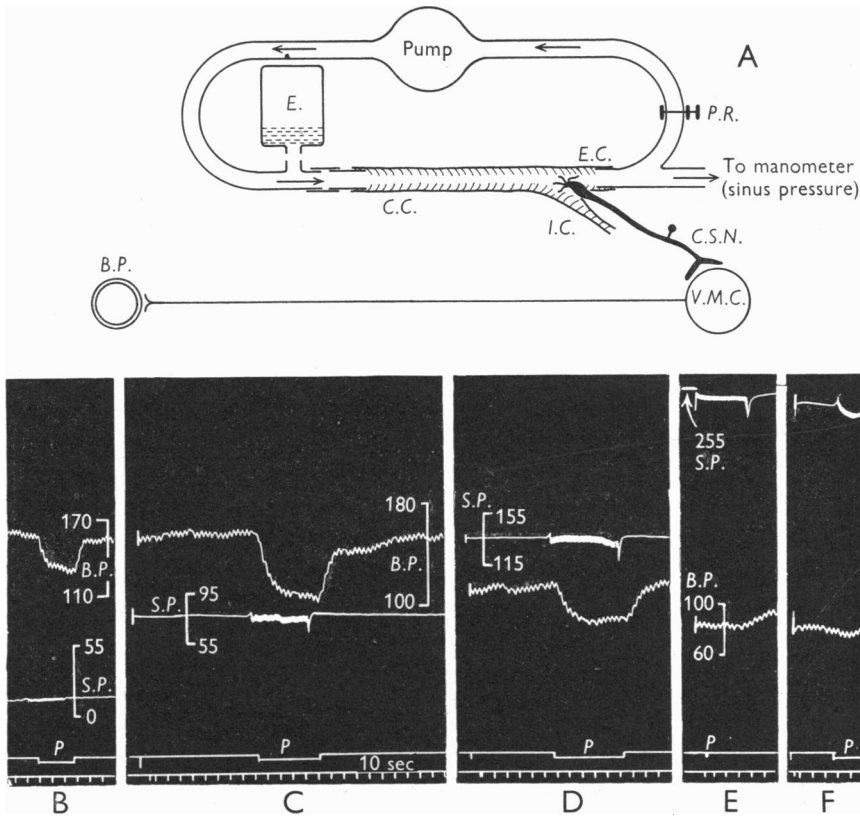 Pump
A
E.
P.R.
E.C.
To manometer
(sinus pressure)
C.C.
I.C.
C.S.N.
B.P.
V.M.C.
170
B.P.
110
55
S.P.
0
P
B
180
B.P.
100
S.P.
95
55
P
10 sec
C
S.P.
155
115
P
D
255
S.P.
B.P.
100
60
P
E
P
F